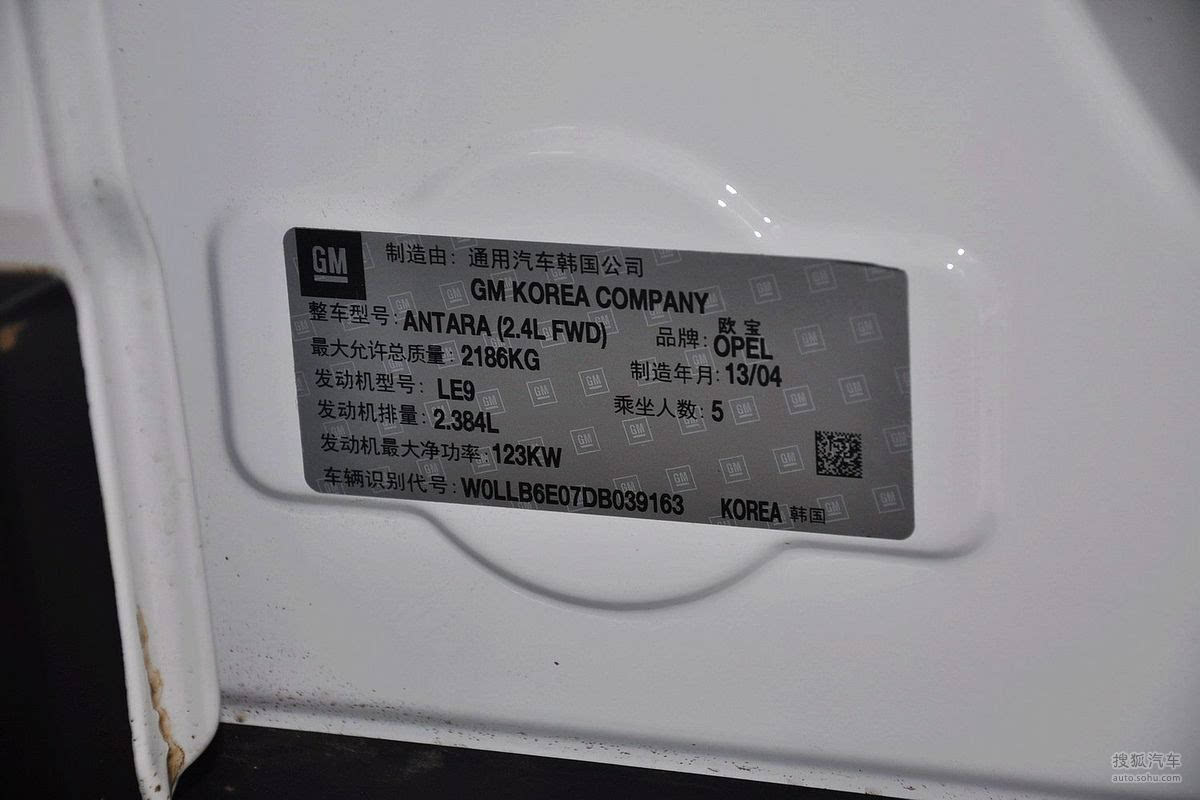 GM
制造由: 通用汽车韩国公司
GM KOREA COMPANY
整车型号: ANTARA (2.4L FWD) 品牌: 欧宝 OPEL
最大允许总质量: 2186KG 制造年月: 13/04
发动机型号: LE9 乘坐人数: 5
发动机排量: 2.384L
发动机最大净功率: 123KW
车辆识别代号: W0LLB6E07DB039163 KOREA 韩国
搜狐汽车
auto.sohu.com